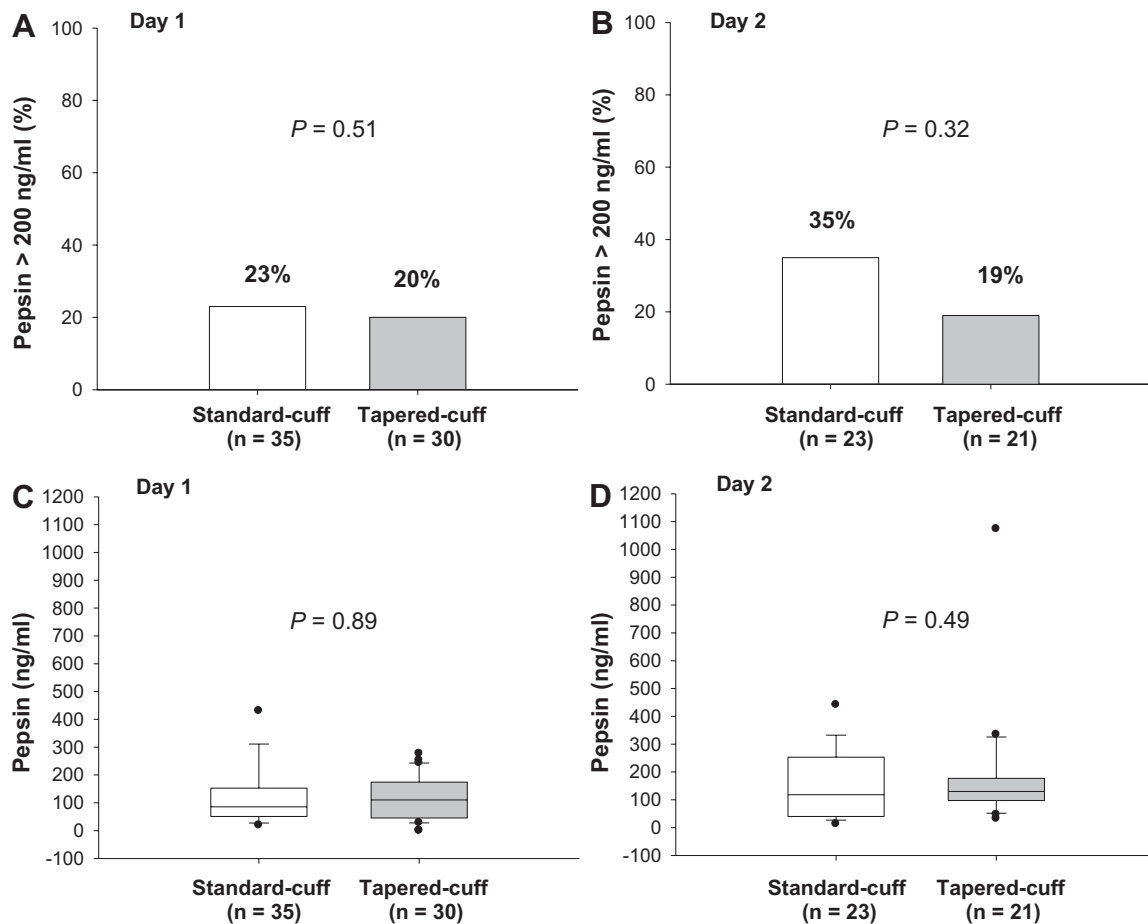 A
Day 1
Pepsin > 200 ng/ml (%)
100
80
60
40
20
0
P = 0.51
23%
20%
Standard-cuff
(n = 35)
Tapered-cuff
(n = 30)
B
Day 2
Pepsin > 200 ng/ml (%)
100
80
60
40
20
0
P = 0.32
35%
19%
Standard-cuff
(n = 23)
Tapered-cuff
(n = 21)
C
Day 1
Pepsin (ng/ml)
1200
1100
1000
900
800
700
600
500
400
300
200
100
0
-100
P = 0.89
Standard-cuff
(n = 35)
Tapered-cuff
(n = 30)
D
Day 2
Pepsin (ng/ml)
1200
1100
1000
900
800
700
600
500
400
300
200
100
0
-100
P = 0.49
Standard-cuff
(n = 23)
Tapered-cuff
(n = 21)